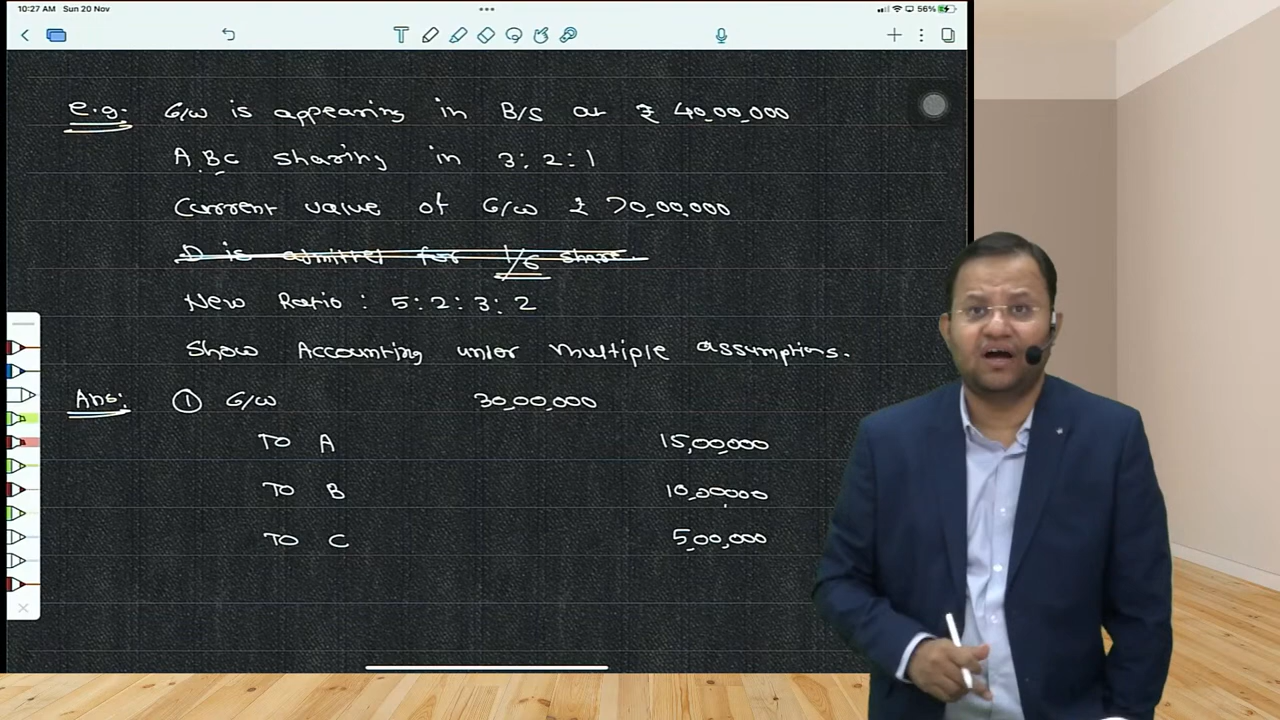 10:27 AM Sun 20 Nov
56%
e.g. G/W is appearing in B/S at ₹ 40,00,000
A B C sharing in 3:2:1
Current value of G/W ₹ 70,00,000
D is admitted for 1/6 share.
New Ratio : 5:2:3:2
Show Accounting under multiple assumptions.
Ans: ① G/W 30,00,000
TO A 15,00,000
TO B 10,00,000
TO C 5,00,000